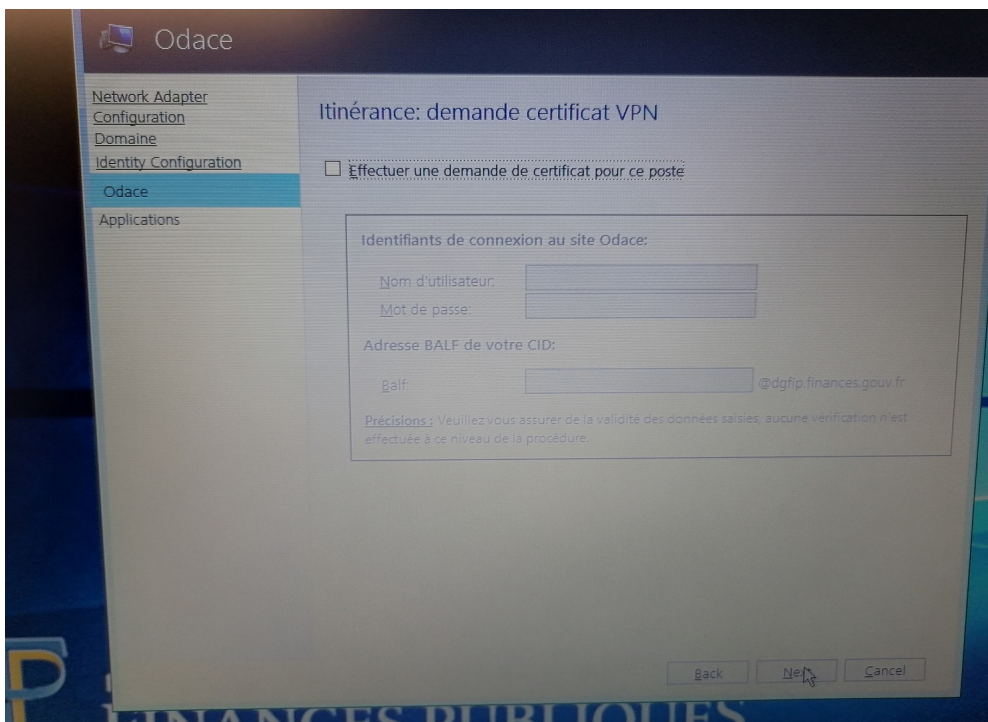 Odace
Network Adapter
Configuration
Domaine
Identity Configuration
Odace
Applications
Itinérance: demande certificat VPN
Effectuer une demande de certificat pour ce poste
Identifiants de connexion au site Odace:
Nom d'utilisateur:
Mot de passe:
Adresse BALF de votre CID:
Balf: @dgfip.finances.gouv.fr
Précisions : Veuillez vous assurer de la validité des données saisies, aucune vérification n'est
effectuée à ce niveau de la procédure.
Back Next Cancel
FINANCES PUBLIQUES